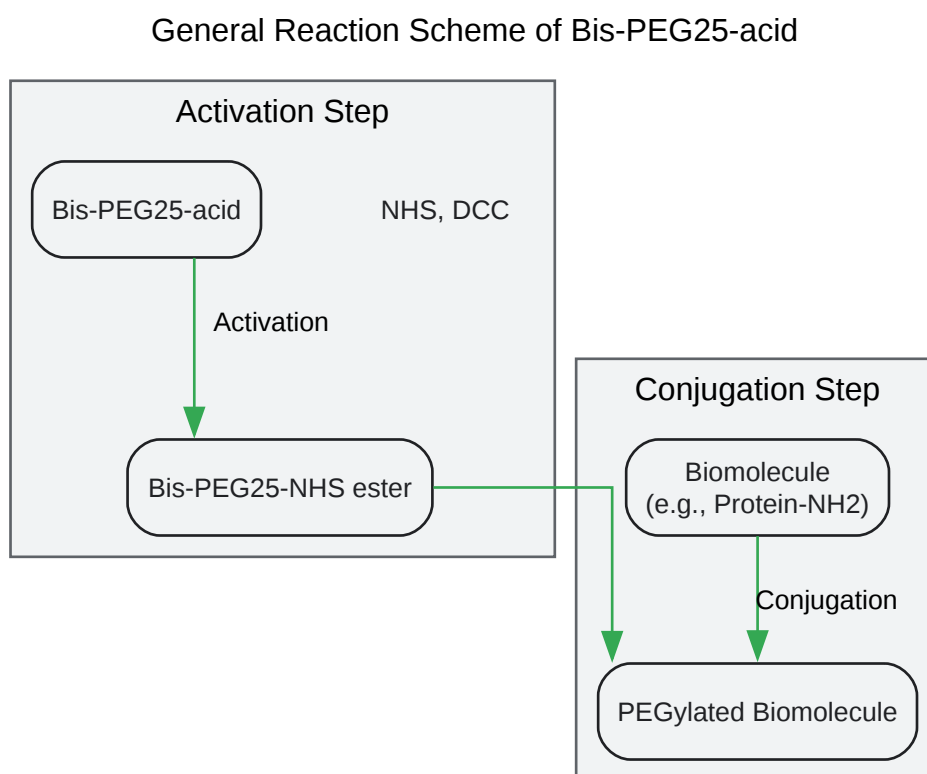 General Reaction Scheme of Bis-PEG25-acid
Activation Step
Bis-PEG25-acid
NHS, DCC
Activation
Bis-PEG25-NHS ester
Conjugation Step
Biomolecule
(e.g., Protein-NH2)
Conjugation
PEGylated Biomolecule